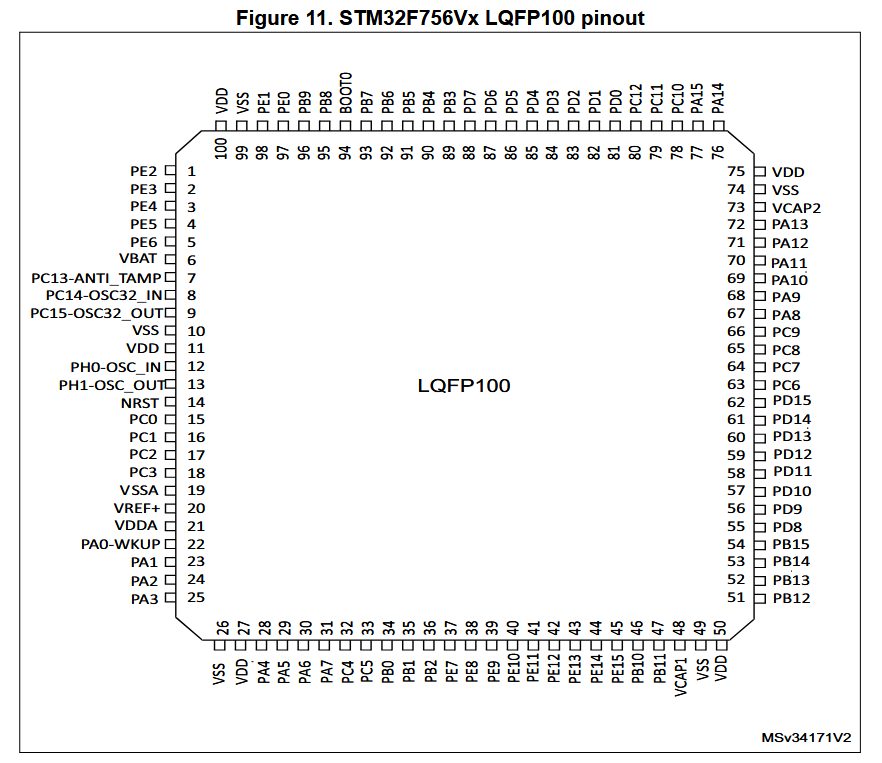 Figure 11. STM32F756Vx LQFP100 pinout
VDD VSS PE1 PE0 PB9 PB8 BOOT0 PB7 PB6 PB5 PB4 PB3 PD7 PD6 PD5 PD4 PD3 PD2 PD1 PD0 PC12 PC11 PC10 PA15 PA14
100 99 98 97 96 95 94 93 92 91 90 89 88 87 86 85 84 83 82 81 80 79 78 77 76
PE2 1 75 VDD
PE3 2 74 VSS
PE4 3 73 VCAP2
PE5 4 72 PA13
PE6 5 71 PA12
VBAT 6 70 PA11
PC13-ANTI_TAMP 7 69 PA10
PC14-OSC32_IN 8 68 PA9
PC15-OSC32_OUT 9 67 PA8
VSS 10 66 PC9
VDD 11 65 PC8
PH0-OSC_IN 12 64 PC7
PH1-OSC_OUT 13 LQFP100 63 PC6
NRST 14 62 PD15
PC0 15 61 PD14
PC1 16 60 PD13
PC2 17 59 PD12
PC3 18 58 PD11
VSSA 19 57 PD10
VREF+ 20 56 PD9
VDDA 21 55 PD8
PA0-WKUP 22 54 PB15
PA1 23 53 PB14
PA2 24 52 PB13
PA3 25 51 PB12
26 27 28 29 30 31 32 33 34 35 36 37 38 39 40 41 42 43 44 45 46 47 48 49 50
VSS VDD PA4 PA5 PA6 PA7 PC4 PC5 PB0 PB1 PB2 PE7 PE8 PE9 PE10 PE11 PE12 PE13 PE14 PE15 PB10 PB11 VCAP1 VSS VDD
MSv34171V2